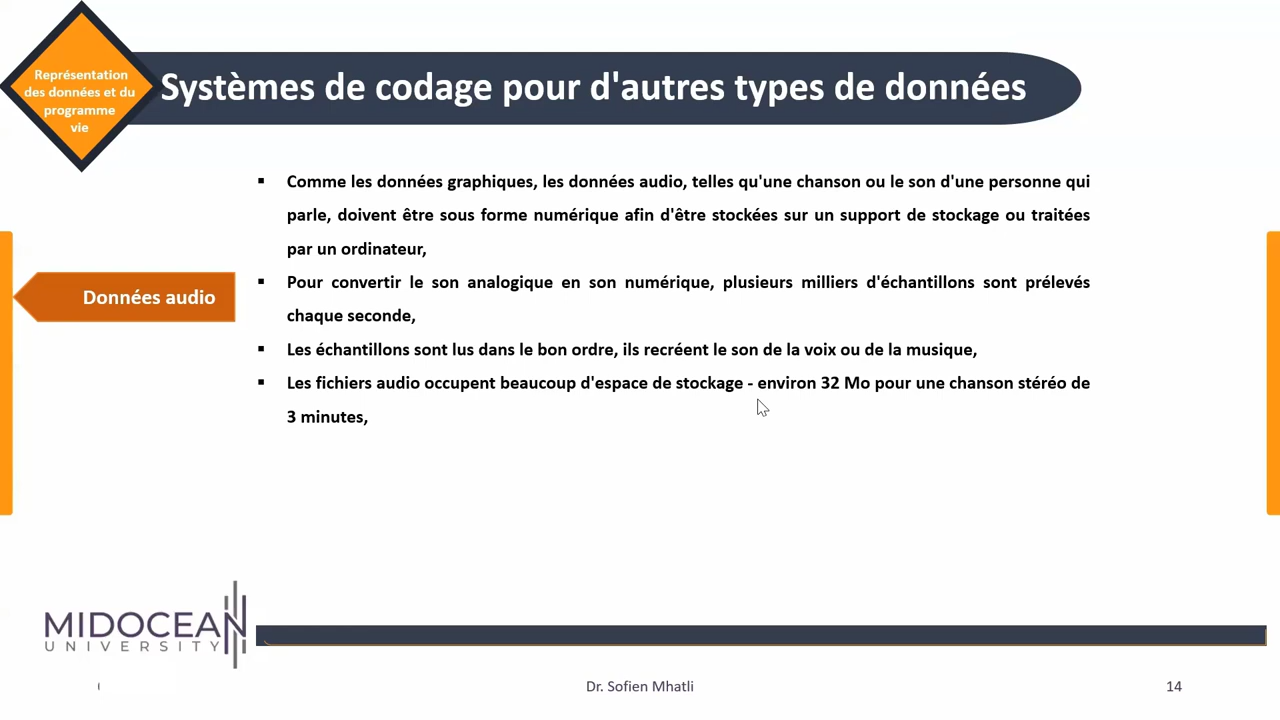 Représentation
des données et du
programme
vie
Systèmes de codage pour d'autres types de données
Données audio
▪ Comme les données graphiques, les données audio, telles qu'une chanson ou le son d'une personne qui
parle, doivent être sous forme numérique afin d'être stockées sur un support de stockage ou traitées
par un ordinateur,
▪ Pour convertir le son analogique en son numérique, plusieurs milliers d'échantillons sont prélevés
chaque seconde,
▪ Les échantillons sont lus dans le bon ordre, ils recréent le son de la voix ou de la musique,
▪ Les fichiers audio occupent beaucoup d'espace de stockage - environ 32 Mo pour une chanson stéréo de
3 minutes,
MIDOCEAN
UNIVERSITY
Dr. Sofien Mhatli
14